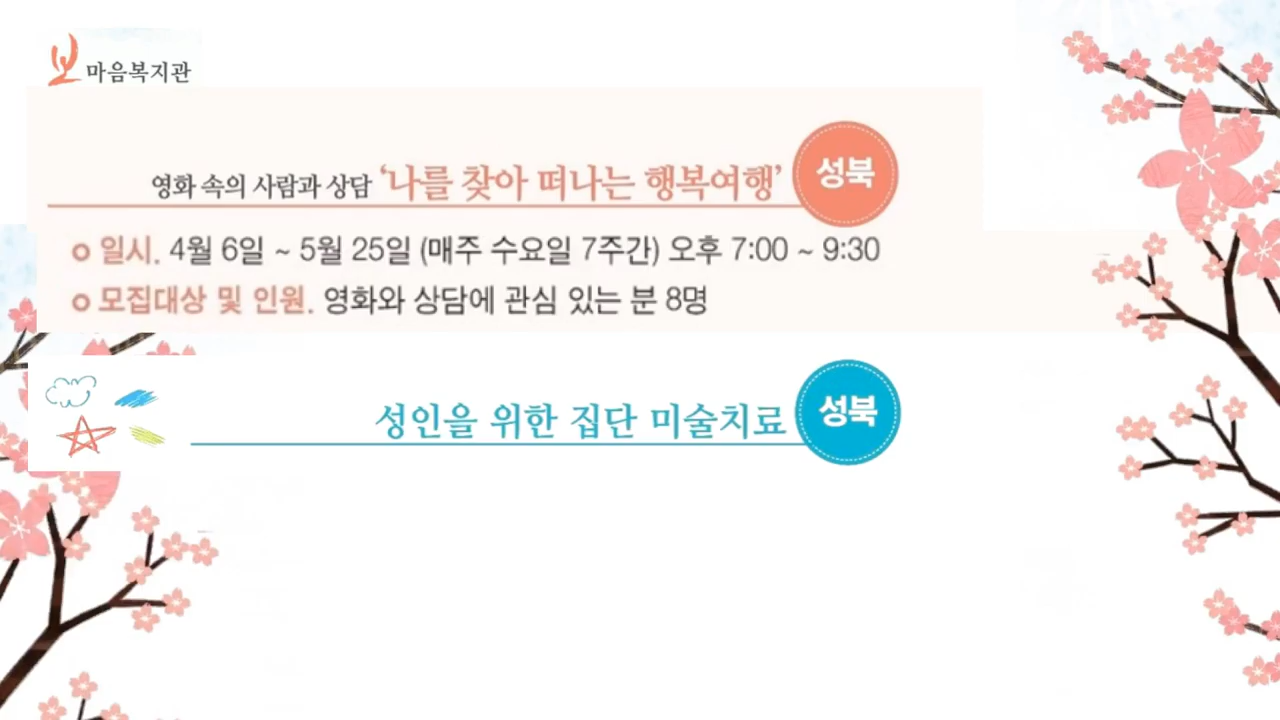 마음복지관
영화 속의 사람과 상담 '나를 찾아 떠나는 행복여행' 성북
일시. 4월 6일 ~ 5월 25일 (매주 수요일 7주간) 오후 7:00 ~ 9:30
모집대상 및 인원. 영화와 상담에 관심 있는 분 8명
성인을 위한 집단 미술치료 성북